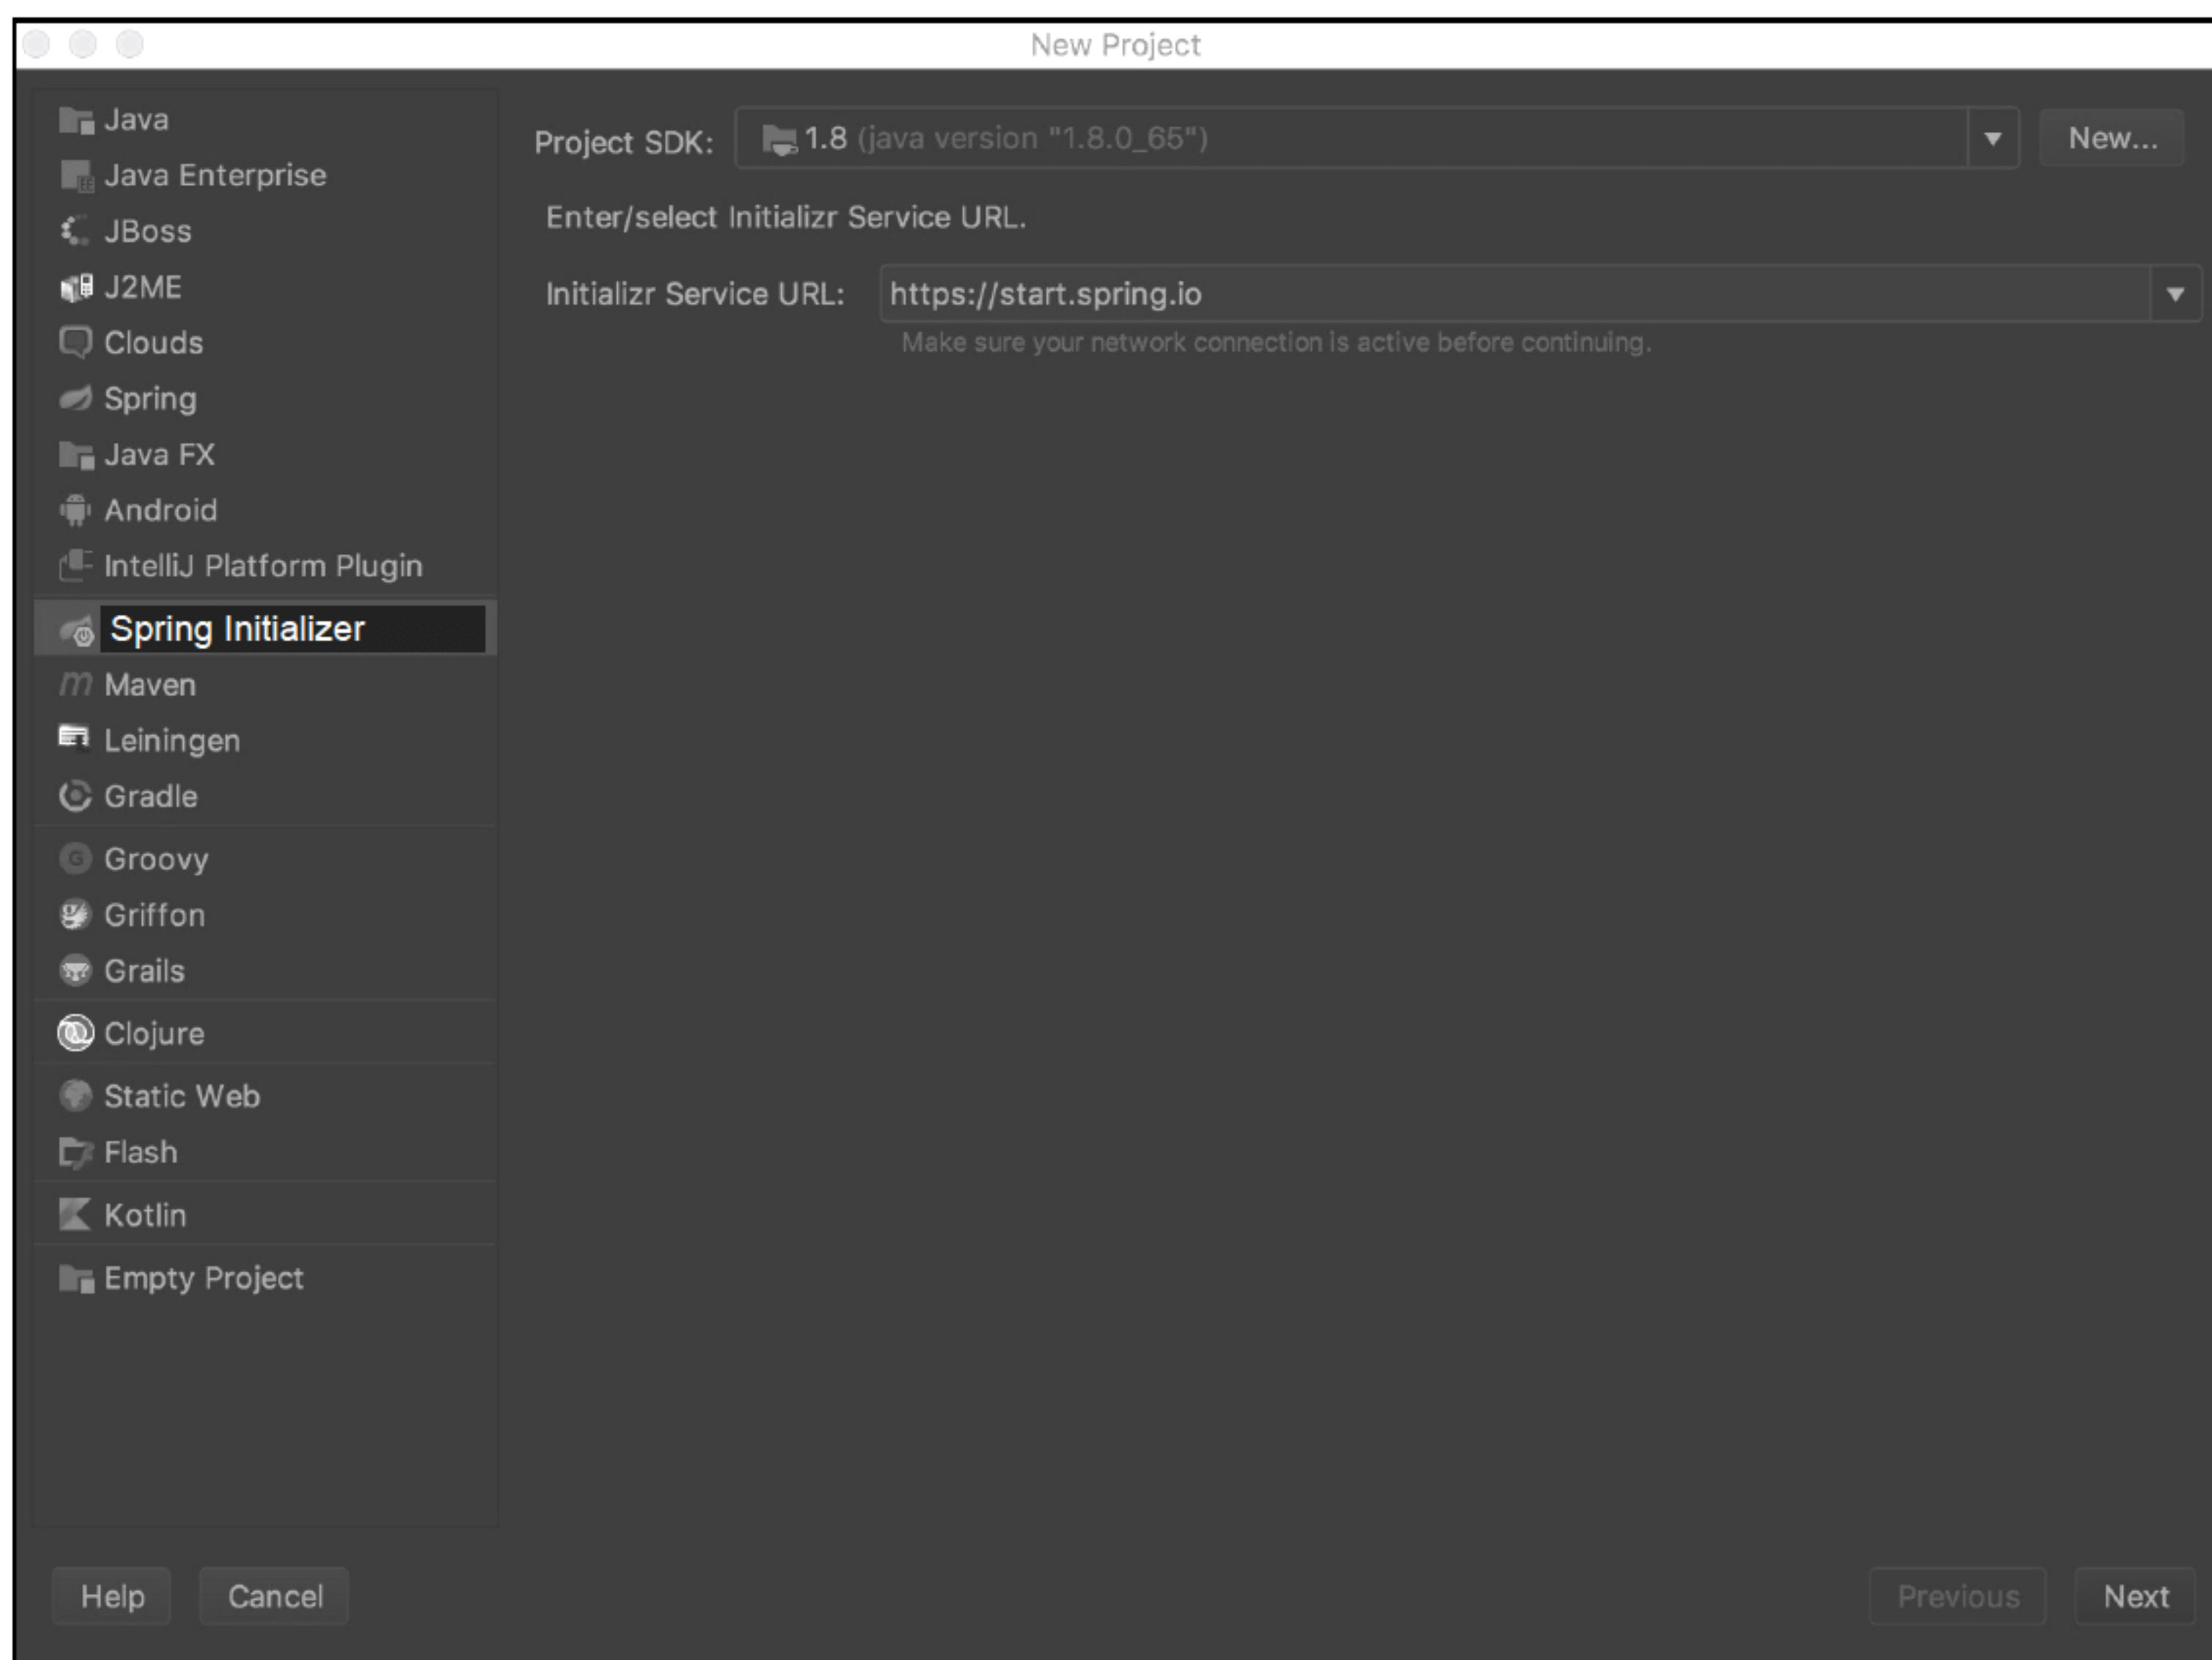 New Project
Java
Java Enterprise
JBoss
J2ME
Clouds
Spring
Java FX
Android
IntelliJ Platform Plugin
Spring Initializer
Maven
Leiningen
Gradle
Groovy
Griffon
Grails
Clojure
Static Web
Flash
Kotlin
Empty Project
Project SDK: 1.8 (java version "1.8.0_65") New...
Enter/select Initializr Service URL.
Initializr Service URL: https://start.spring.io
Make sure your network connection is active before continuing.
Help Cancel Previous Next